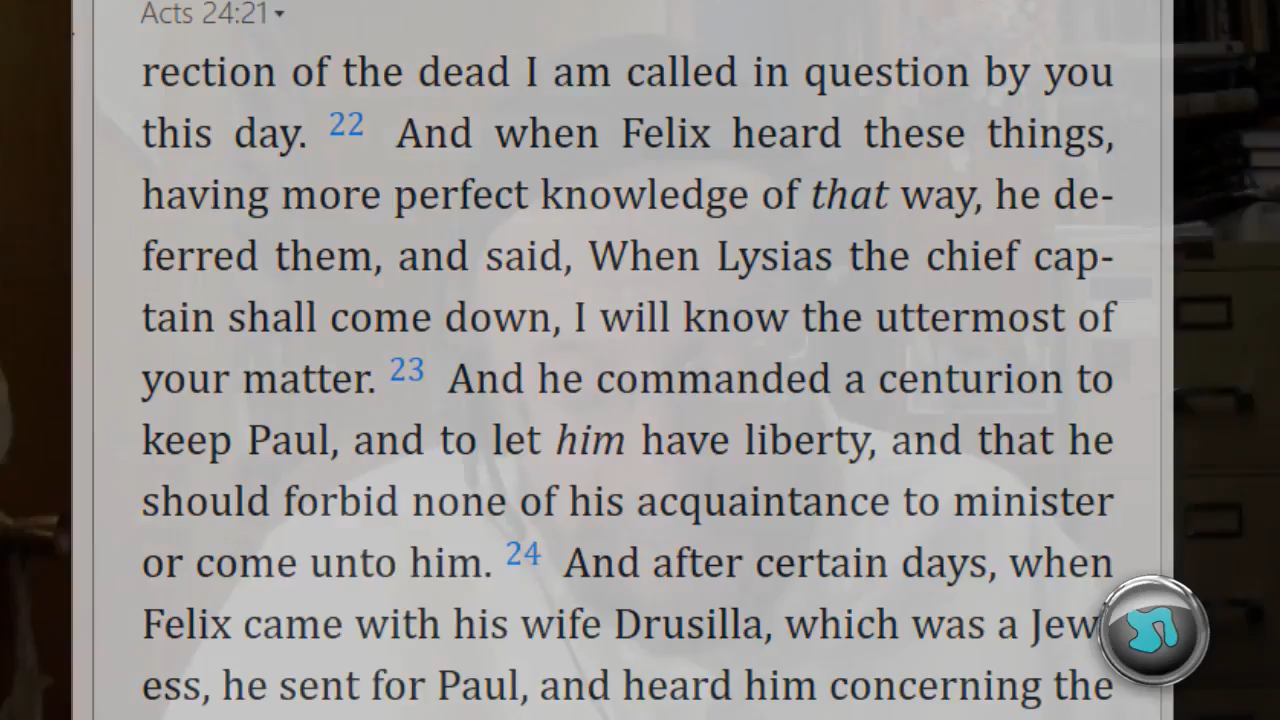 Acts 24:21
rection of the dead I am called in question by you
this day. 22 And when Felix heard these things,
having more perfect knowledge of that way, he de-
ferred them, and said, When Lysias the chief cap-
tain shall come down, I will know the uttermost of
your matter. 23 And he commanded a centurion to
keep Paul, and to let him have liberty, and that he
should forbid none of his acquaintance to minister
or come unto him. 24 And after certain days, when
Felix came with his wife Drusilla, which was a Jew-
ess, he sent for Paul, and heard him concerning the